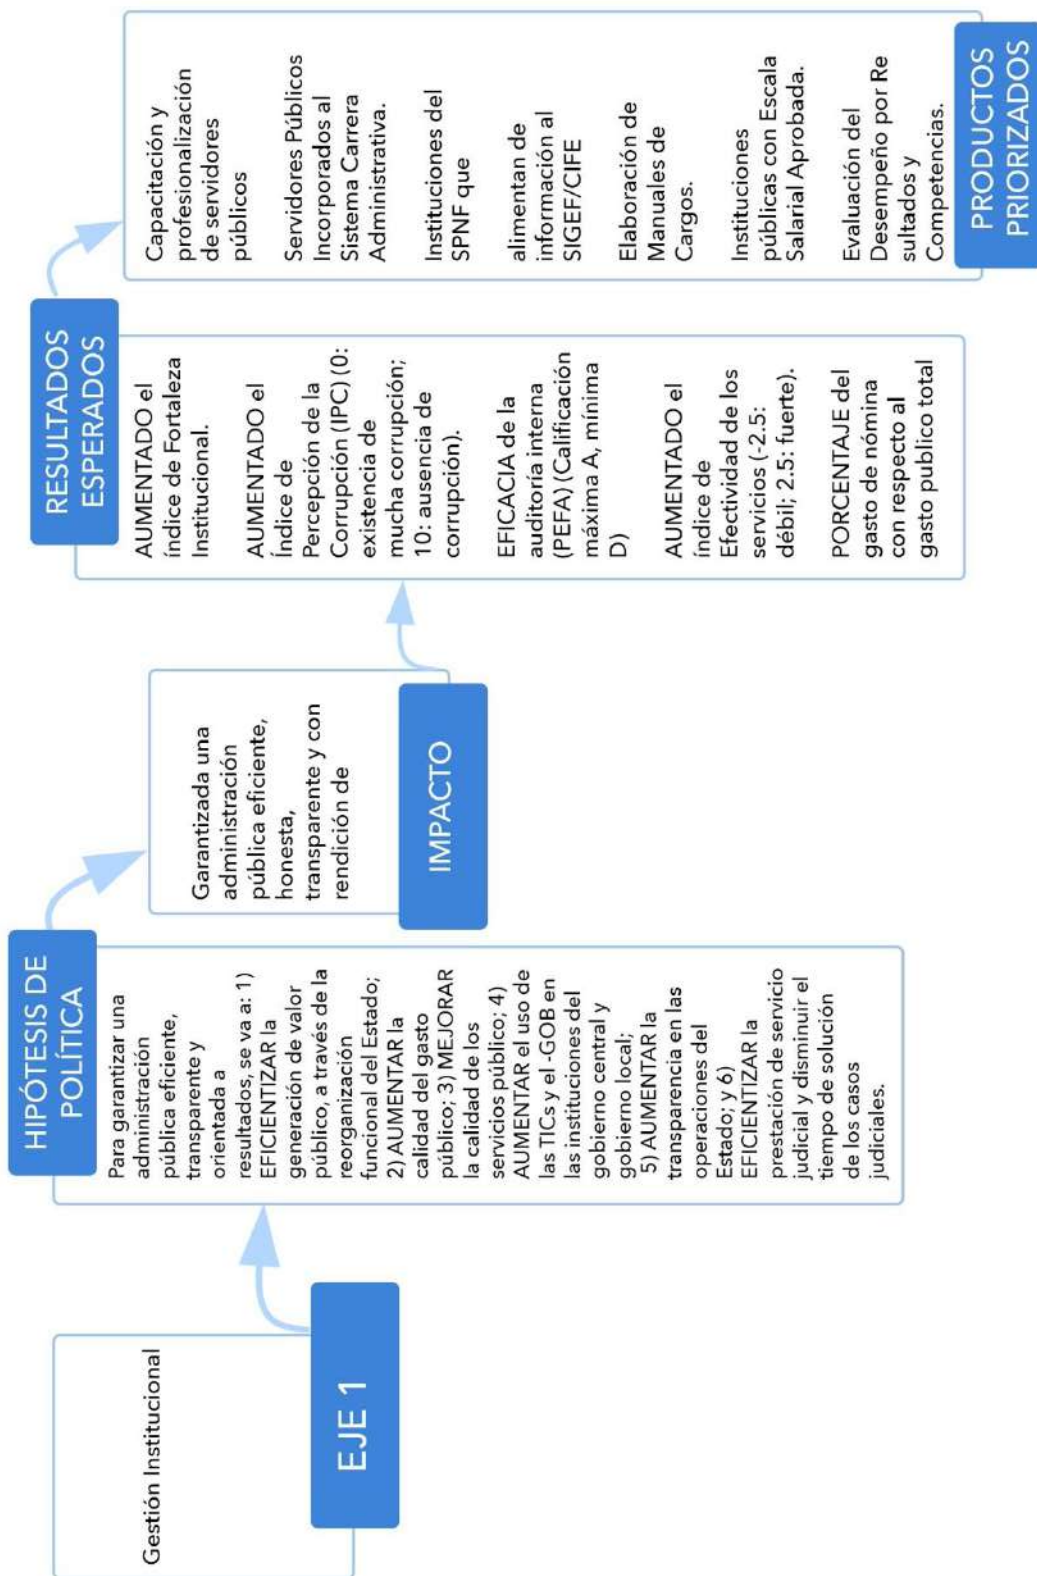 Gestión Institucional
EJE 1
HIPÓTESIS DE
POLÍTICA
Para garantizar una
administración
pública eficiente,
transparente y
orientada a
resultados, se va a: 1)
EFICIENTIZAR la
generación de valor
público, a través de la
reorganización
funcional del Estado;
2) AUMENTAR la
calidad del gasto
público; 3) MEJORAR
la calidad de los
servicios público; 4)
AUMENTAR el uso de
las TICs y el -GOB en
las instituciones del
gobierno central y
gobierno local;
5) AUMENTAR la
transparencia en las
operaciones del
Estado; y 6)
EFICIENTIZAR la
prestación de servicio
judicial y disminuir el
tiempo de solución
de los casos
judiciales.
Garantizada una
administración
pública eficiente,
honesta,
transparente y con
rendición de
IMPACTO
RESULTADOS
ESPERADOS
AUMENTADO el
índice de Fortaleza
Institucional.
AUMENTADO el
Índice de
Percepción de la
Corrupción (IPC) (0:
existencia de
mucha corrupción;
10: ausencia de
corrupción).
EFICACIA de la
auditoría interna
(PEFA) (Calificación
máxima A, mínima
D)
AUMENTADO el
índice de
Efectividad de los
servicios (-2.5:
débil; 2.5: fuerte).
PORCENTAJE del
gasto de nómina
con respecto al
gasto publico total
Capacitación y
profesionalización
de servidores
públicos
Servidores Públicos
Incorporados al
Sistema Carrera
Administrativa.
Instituciones del
SPNF que
alimentan de
información al
SIGEF/CIFE
Elaboración de
Manuales de
Cargos.
Instituciones
públicas con Escala
Salarial Aprobada.
Evaluación del
Desempeño por Re
sultados y
Competencias.
PRODUCTOS
PRIORIZADOS